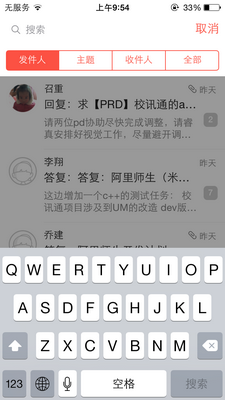 无服务 上午9:54 33%
搜索 取消
发件人 主题 收件人 全部
召重 昨天
回复：求【PRD】校讯通的a...
请两位pd协助尽快完成调整，请睿
真安排好视觉工作，尽量避开调... 2
李翔 昨天
答复：答复：阿里师生（米...
这边增加一个c++的测试任务： 校
讯通项目涉及到UM的改造 dev版... 7
乔建 昨天
Q W E R T Y U I O P
A S D F G H J K L
Z X C V B N M
123 空格 搜索